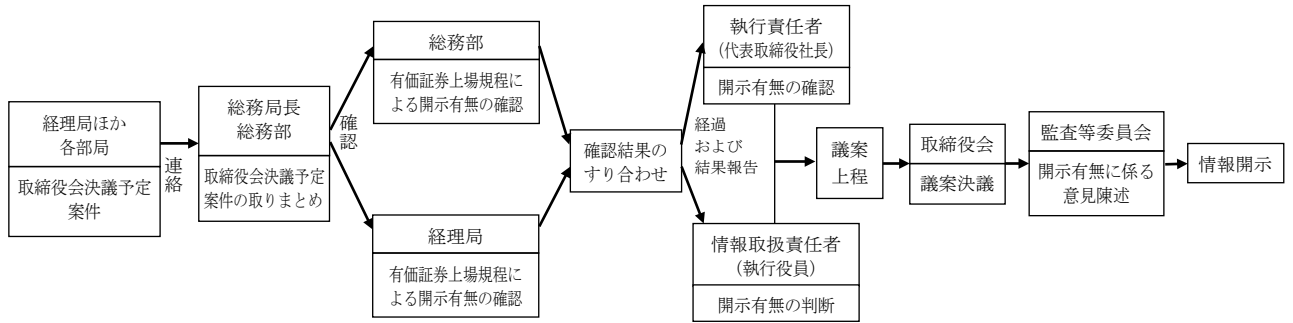 経理局ほか
各部局
取締役会決議予定
案件
連絡
総務局長
総務部
取締役会決議予定
案件の取りまとめ
確認
総務部
有価証券上場規程に
よる開示有無の確認
経理局
有価証券上場規程に
よる開示有無の確認
確認結果の
すり合わせ
経過
および
結果報告
執行責任者
（代表取締役社長）
開示有無の確認
情報取扱責任者
（執行役員）
開示有無の判断
議案
上程
取締役会
議案決議
監査等委員会
開示有無に係る
意見陳述
情報開示